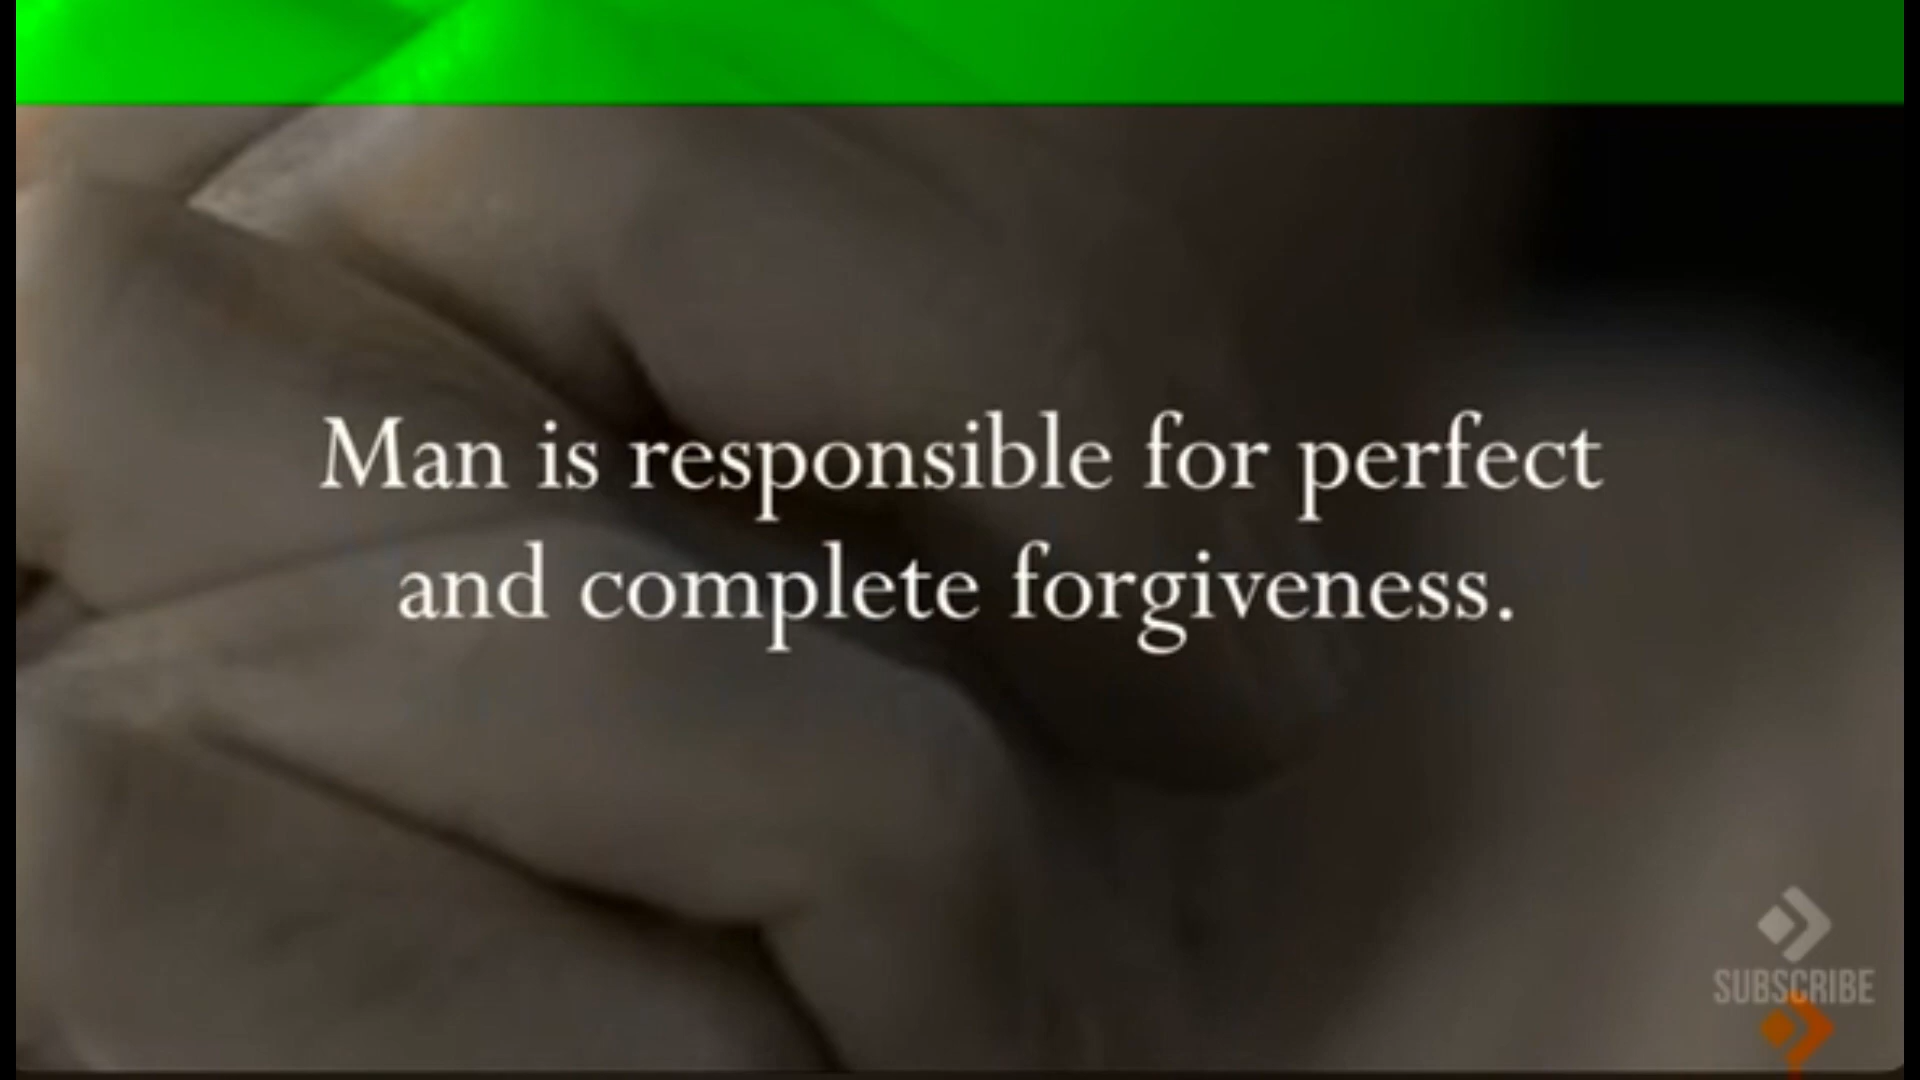 Man is responsible for perfect
and complete forgiveness.
SUBSCRIBE